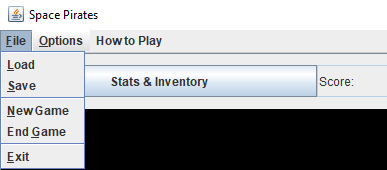 Space Pirates
File Options How to Play
Load
Stats & Inventory Score:
Save
New Game
End Game
Exit